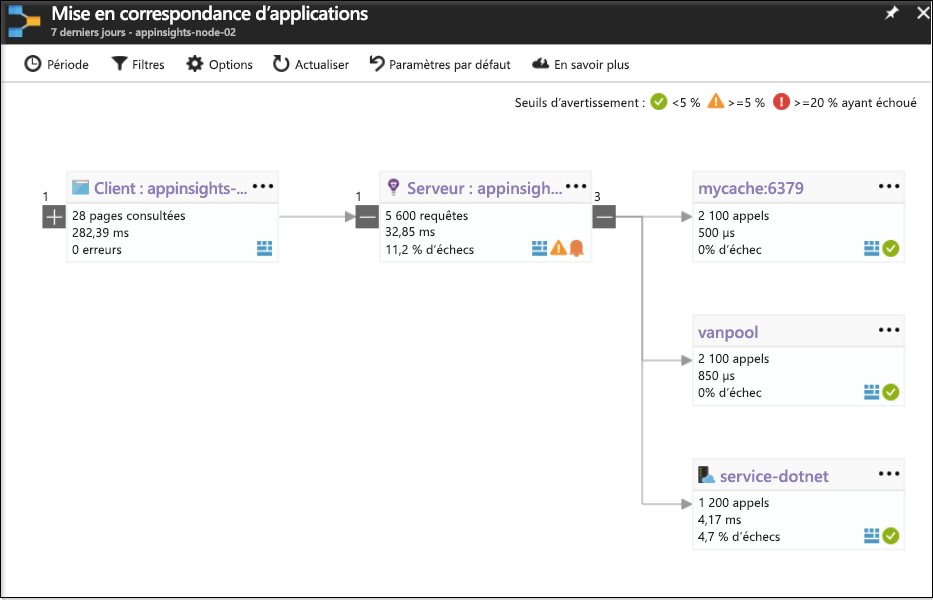 Mise en correspondance d’applications
7 derniers jours - appinsights-node-02
Période Filtres Options Actualiser Paramètres par défaut En savoir plus
Seuils d’avertissement : <5 % >=5 % >=20 % ayant échoué
1
Client : appinsights-...
28 pages consultées
282,39 ms
0 erreurs
1
Serveur : appinsigh...
5 600 requêtes
32,85 ms
11,2 % d’échecs
3
mycache:6379
2 100 appels
500 µs
0% d’échec
vanpool
2 100 appels
850 µs
0% d’échec
service-dotnet
1 200 appels
4,17 ms
4,7 % d’échecs